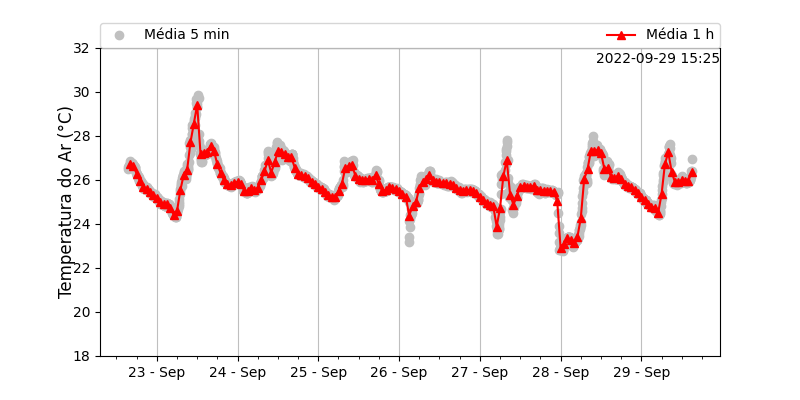 Média 5 min
Média 1 h
2022-09-29 15:25
Temperatura do Ar (°C)
32
30
28
26
24
22
20
18
23 - Sep
24 - Sep
25 - Sep
26 - Sep
27 - Sep
28 - Sep
29 - Sep